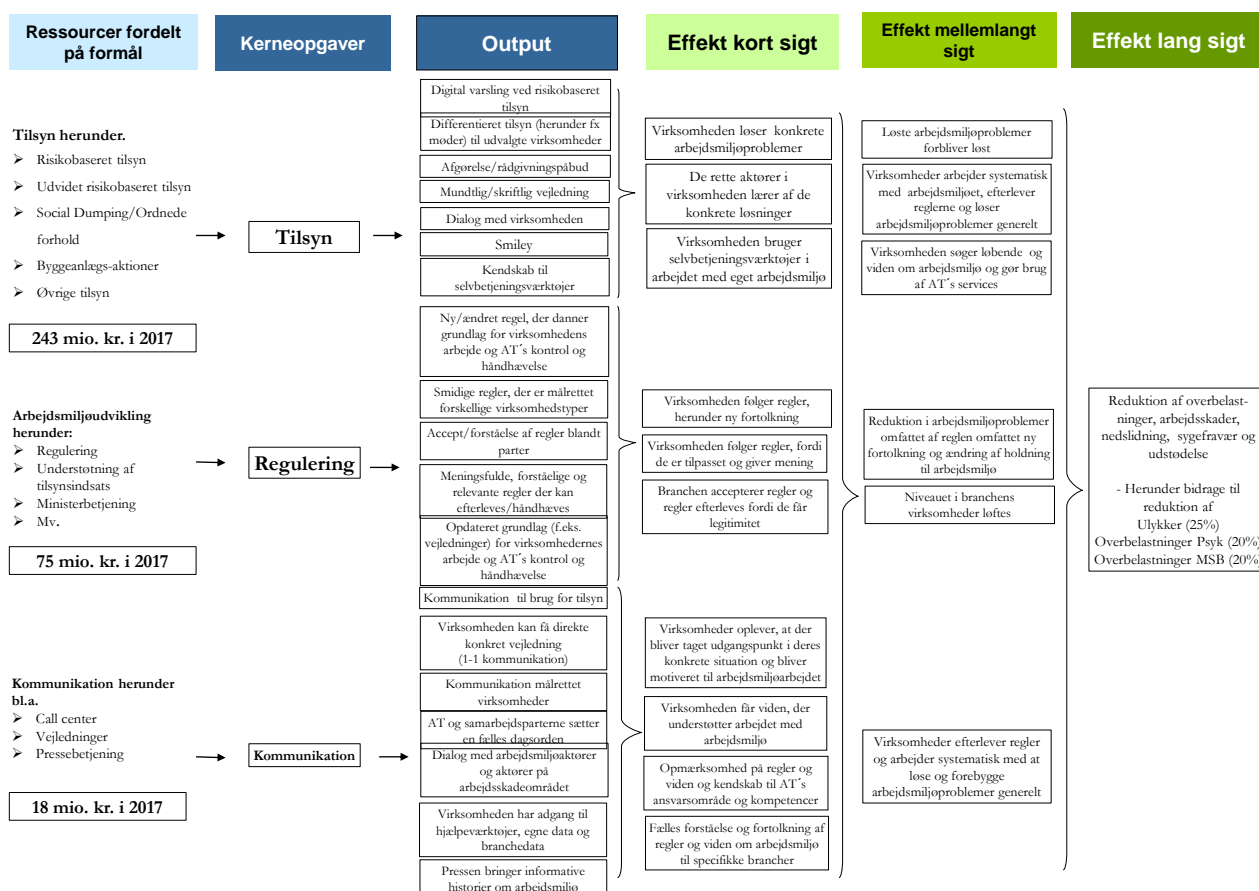 Ressourcer fordelt
på formål
Kerneopgaver
Output
Effekt kort sigt
Effekt mellemlangt
sigt
Effekt lang sigt
Tilsyn herunder.
➢ Risikobaseret tilsyn
➢ Udvidet risikobaseret tilsyn
➢ Social Dumping/Ordnede
forhold
➢ Byggeanlægs-aktioner
➢ Øvrige tilsyn
243 mio. kr. i 2017
Tilsyn
Digital varsling ved risikobaseret
tilsyn
Differentieret tilsyn (herunder fx
møder) til udvalgte virksomheder
Afgørelse/rådgivningspåbud
Mundtlig/skriftlig vejledning
Dialog med virksomheden
Smiley
Kendskab til
selvbetjeningsværktøjer
Virksomheden løser konkrete
arbejdsmiljøproblemer
De rette aktører i
virksomheden lærer af de
konkrete løsninger
Virksomheden bruger
selvbetjeningsværktøjer i
arbejdet med eget arbejdsmiljø
Løste arbejdsmiljøproblemer
forbliver løst
Virksomheder arbejder systematisk
med arbejdsmiljøet, efterlever
reglerne og løser
arbejdsmiljøproblemer generelt
Virksomheden søger løbende og
viden om arbejdsmiljø og gør brug
af AT´s services
Arbejdsmiljøudvikling
herunder:
➢ Regulering
➢ Understøtning af
tilsynsindsats
➢ Ministerbetjening
➢ Mv.
75 mio. kr. i 2017
Regulering
Ny/ændret regel, der danner
grundlag for virksomhedens
arbejde og AT´s kontrol og
håndhævelse
Smidige regler, der er målrettet
forskellige virksomhedstyper
Accept/forståelse af regler blandt
parter
Meningsfulde, forståelige og
relevante regler der kan
efterleves/håndhæves
Opdateret grundlag (f.eks.
vejledninger) for virksomhedernes
arbejde og AT´s kontrol og
håndhævelse
Virksomheden følger regler,
herunder ny fortolkning
Virksomheden følger regler, fordi
de er tilpasset og giver mening
Branchen accepterer regler og
regler efterleves fordi de får
legitimitet
Reduktion i arbejdsmiljøproblemer
omfattet af reglen omfattet ny
fortolkning og ændring af holdning
til arbejdsmiljø
Niveauet i branchens
virksomheder løftes
Reduktion af overbelast-
ninger, arbejdsskader,
nedslidning, sygefravær og
udstødelse
- Herunder bidrage til
reduktion af
Ulykker (25%)
Overbelastninger Psyk (20%)
Overbelastninger MSB (20%)
Kommunikation herunder
bl.a.
➢ Call center
➢ Vejledninger
➢ Pressebetjening
18 mio. kr. i 2017
Kommunikation
Kommunikation til brug for tilsyn
Virksomheden kan få direkte
konkret vejledning
(1-1 kommunikation)
Kommunikation målrettet
virksomheder
AT og samarbejdsparterne sætter
en fælles dagsorden
Dialog med arbejdsmiljøaktører
og aktører på
arbejdsskadeområdet
Virksomheden har adgang til
hjælpeværktøjer, egne data og
branchedata
Pressen bringer informative
historier om arbejdsmiljø
Virksomheder oplever, at der
bliver taget udgangspunkt i deres
konkrete situation og bliver
motiveret til arbejdsmiljøarbejdet
Virksomheden får viden, der
understøtter arbejdet med
arbejdsmiljø
Opmærksomhed på regler og
viden og kendskab til AT´s
ansvarsområde og kompetencer
Fælles forståelse og fortolkning af
regler og viden om arbejdsmiljø
til specifikke brancher
Virksomheder efterlever regler
og arbejder systematisk med at
løse og forebygge
arbejdsmiljøproblemer generelt